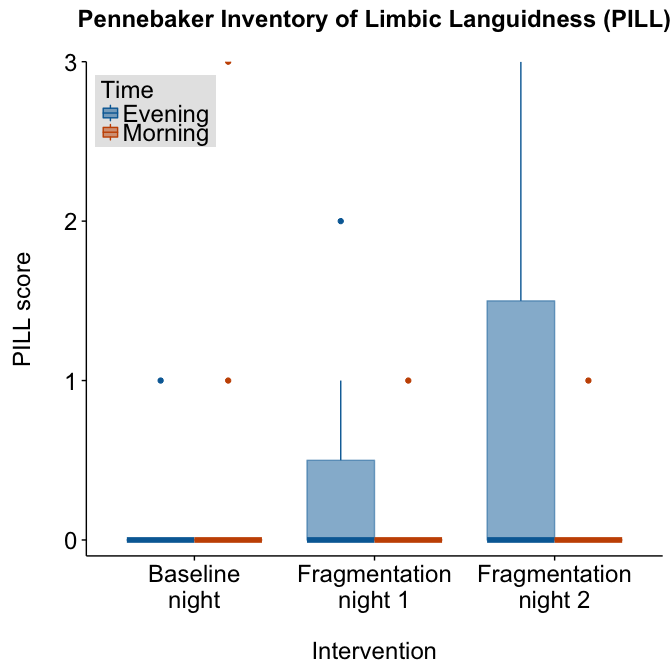 Pennebaker Inventory of Limbic Languidness (PILL)
3
Time
Evening
Morning
2
PILL score
1
0
Baseline
night
Fragmentation
night 1
Fragmentation
night 2
Intervention